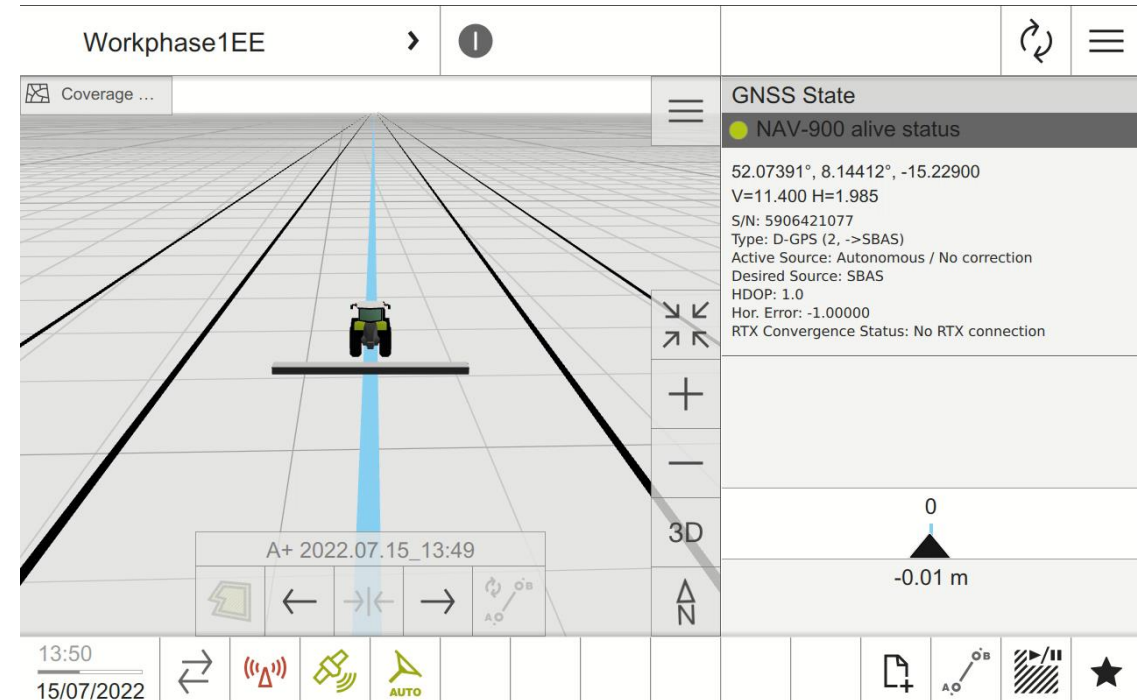 Workphase1EE
Coverage ...
GNSS State
NAV-900 alive status
52.07391°, 8.14412°, -15.22900
V=11.400 H=1.985
S/N: 5906421077
Type: D-GPS (2, ->SBAS)
Active Source: Autonomous / No correction
Desired Source: SBAS
HDOP: 1.0
Hor. Error: -1.00000
RTX Convergence Status: No RTX connection
3D
A+ 2022.07.15_13:49
A B
N
0
-0.01 m
13:50
15/07/2022
AUTO
A B